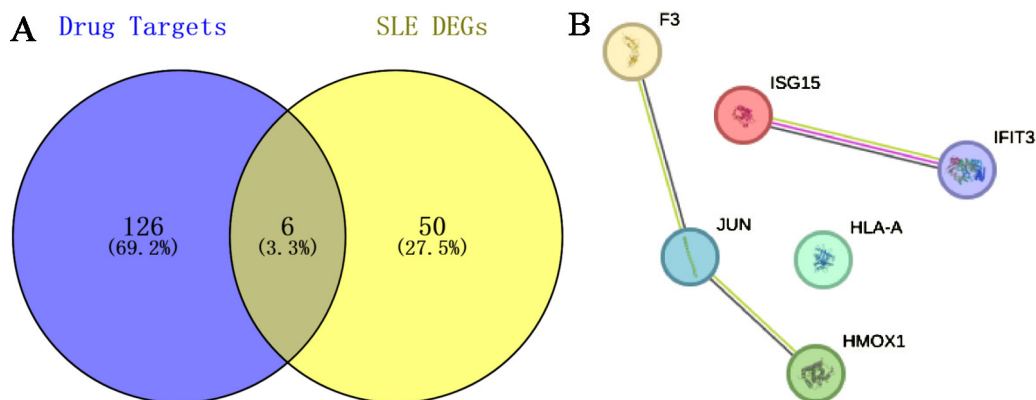 A Drug Targets SLE DEGs
126 6 50
(69.2%) (3.3%) (27.5%)
B
F3
ISG15
IFIT3
JUN
HLA-A
HMOX1